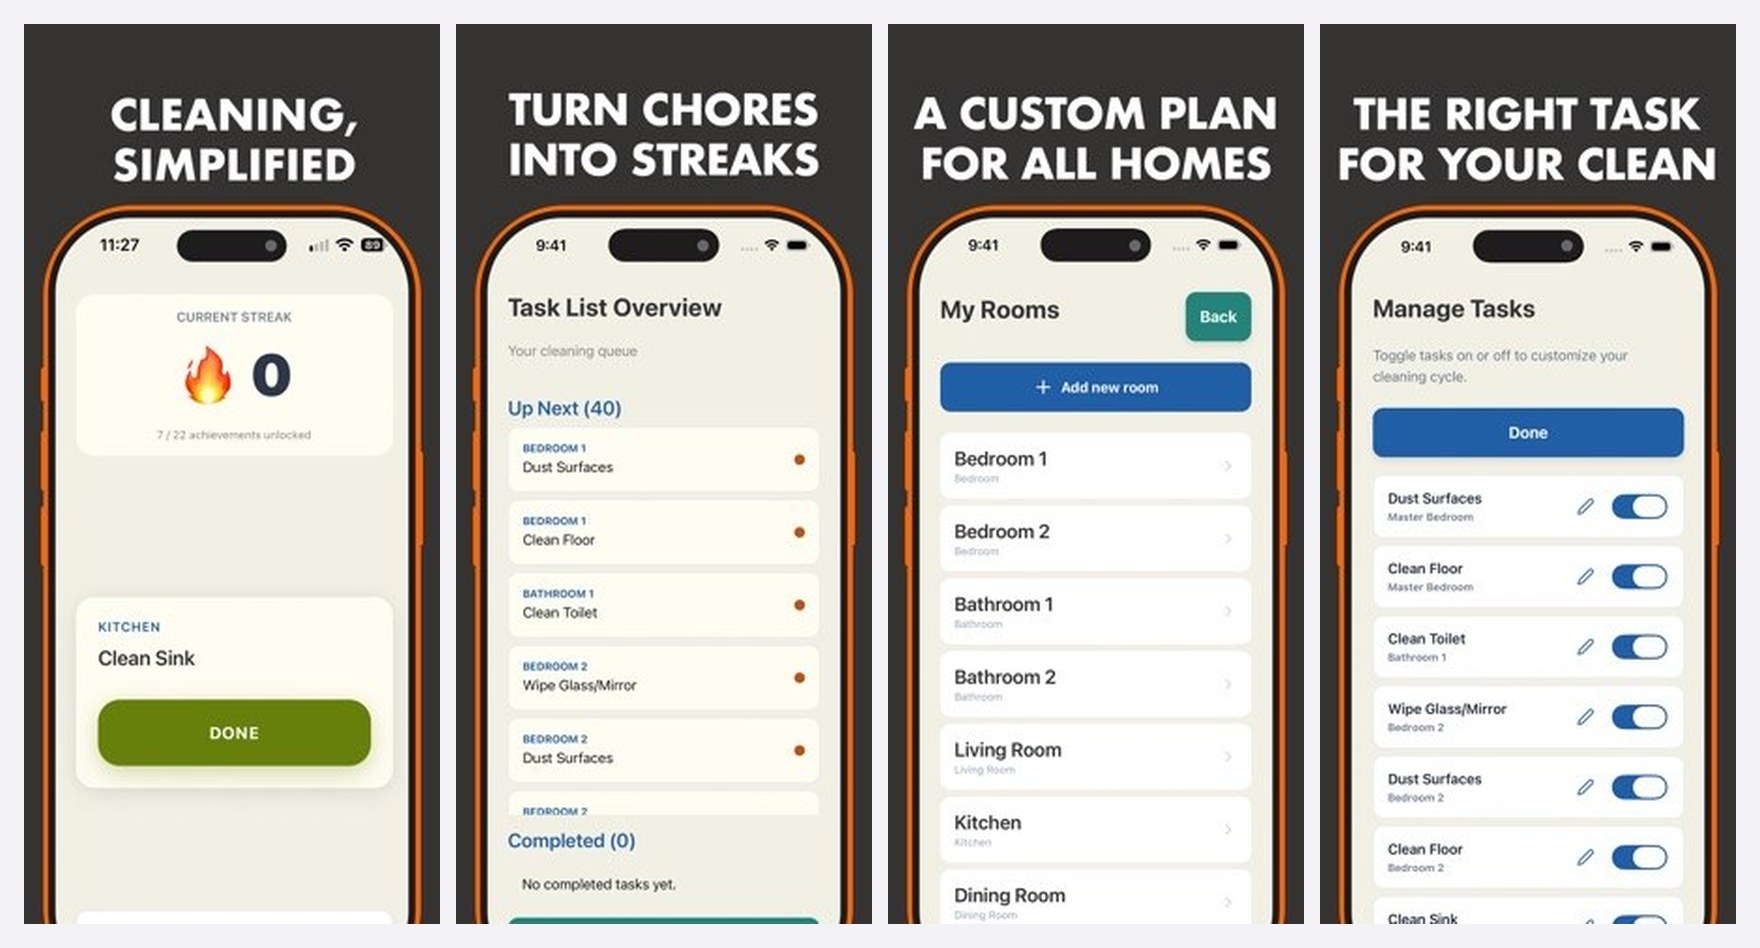 CLEANING,
SIMPLIFIED
11:27
89
CURRENT STREAK
0
7 / 22 achievements unlocked
KITCHEN
Clean Sink
DONE
TURN CHORES
INTO STREAKS
9:41
Task List Overview
Your cleaning queue
Up Next (40)
BEDROOM 1
Dust Surfaces
BEDROOM 1
Clean Floor
BATHROOM 1
Clean Toilet
BEDROOM 2
Wipe Glass/Mirror
BEDROOM 2
Dust Surfaces
BEDROOM 2
Completed (0)
No completed tasks yet.
A CUSTOM PLAN
FOR ALL HOMES
9:41
My Rooms
Back
Add new room
Bedroom 1
Bedroom
Bedroom 2
Bedroom
Bathroom 1
Bathroom
Bathroom 2
Bathroom
Living Room
Living Room
Kitchen
Kitchen
Dining Room
Dining Room
THE RIGHT TASK
FOR YOUR CLEAN
9:41
Manage Tasks
Toggle tasks on or off to customize your
cleaning cycle.
Done
Dust Surfaces
Master Bedroom
Clean Floor
Master Bedroom
Clean Toilet
Bathroom 1
Wipe Glass/Mirror
Bedroom 2
Dust Surfaces
Bedroom 2
Clean Floor
Bedroom 2
Clean Sink